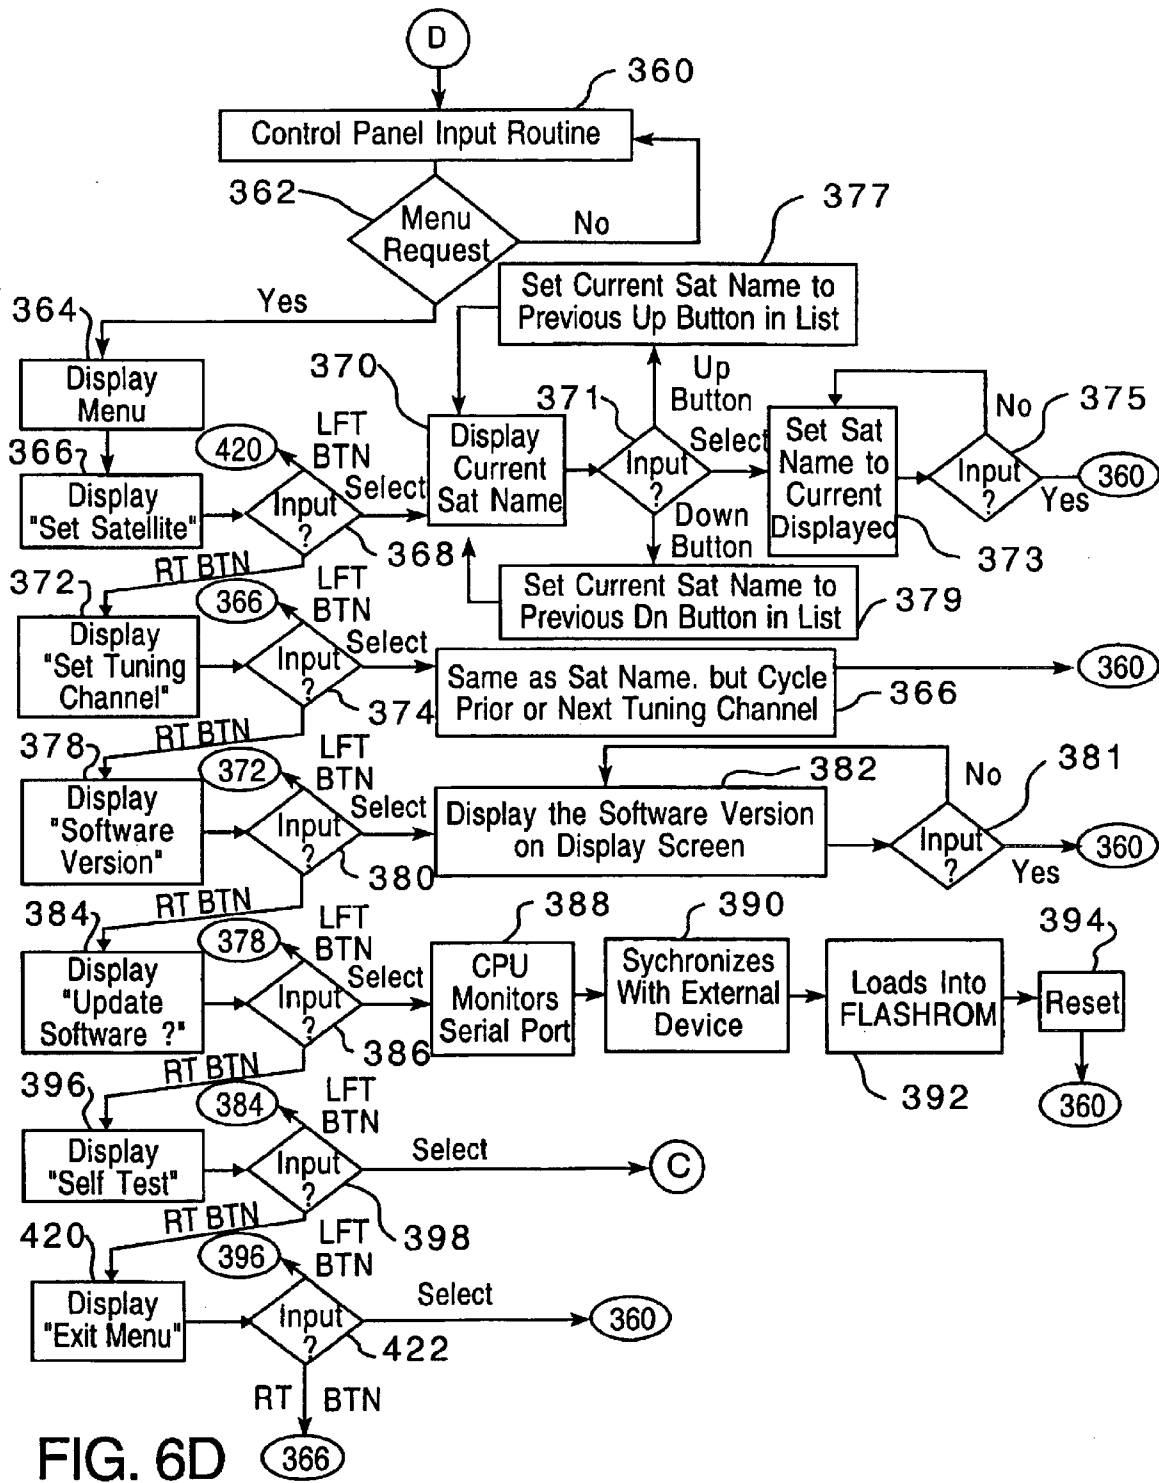 D
360
Control Panel Input Routine
362
Menu
Request
No
Yes
377
Set Current Sat Name to
Previous Up Button in List
364
Display
Menu
370
Display
Current
Sat Name
371
Input
?
Up
Button
Select
Down
Button
Set Sat
Name to
Current
Displayed
373
No
375
Input
?
Yes
360
366
Display
"Set Satellite"
420
LFT
BTN
Input
?
Select
368
RT BTN
Set Current Sat Name to
Previous Dn Button in List
379
372
Display
"Set Tuning
Channel"
366
LFT
BTN
Input
?
Select
374
RT BTN
Same as Sat Name. but Cycle
Prior or Next Tuning Channel
366
360
378
Display
"Software
Version"
372
LFT
BTN
Input
?
Select
380
RT BTN
382
Display the Software Version
on Display Screen
No
381
Input
?
Yes
360
384
Display
"Update
Software ?"
378
LFT
BTN
Input
?
Select
386
RT BTN
388
CPU
Monitors
Serial Port
390
Sychronizes
With External
Device
Loads Into
FLASHROM
392
394
Reset
360
396
Display
"Self Test"
384
LFT
BTN
Input
?
Select
398
C
RT BTN
420
Display
"Exit Menu"
396
LFT
BTN
Input
?
Select
422
360
RT BTN
366
FIG. 6D